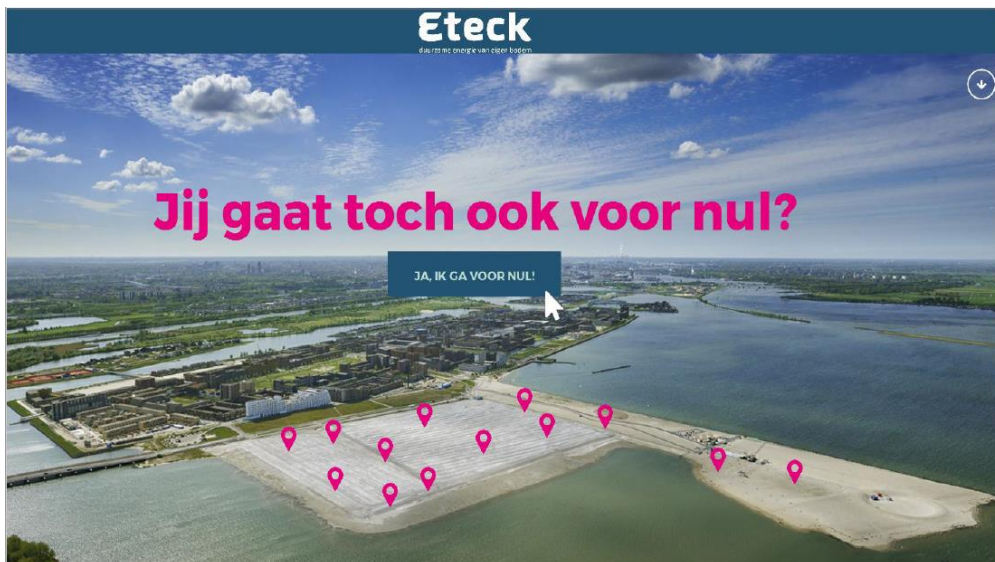 Eteck
duurzame energie van eigen bodem
Jij gaat toch ook voor nul?
JA, IK GA VOOR NUL!